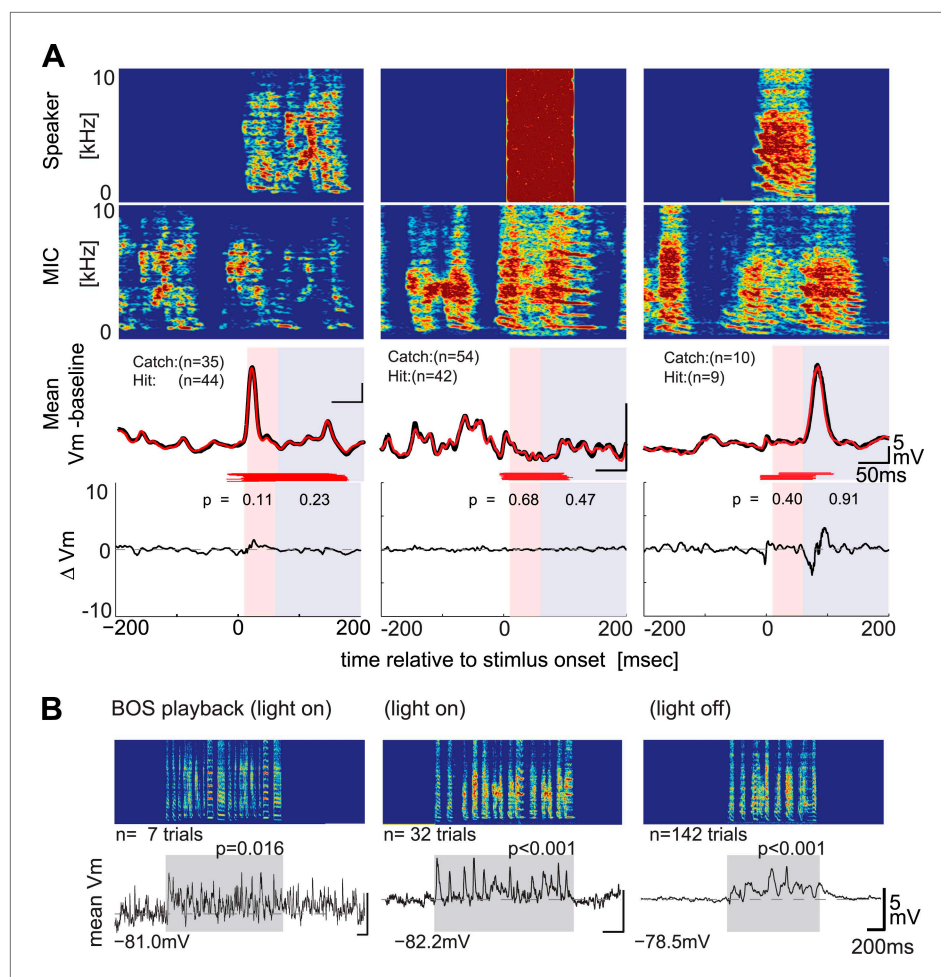 A
Speaker
[kHz]
10
0
MIC
[kHz]
10
0
Mean
Vm -baseline
Catch:(n=35)
Hit: (n=44)
Catch:(n=54)
Hit:(n=42)
Catch:(n=10)
Hit:(n=9)
5
mV
50ms
Δ Vm
10
0
-10
p = 0.11 0.23
p = 0.68 0.47
p = 0.40 0.91
-200 0 200
-200 0 200
-200 0 200
time relative to stimlus onset [msec]
B
BOS playback (light on)
(light on)
(light off)
n= 7 trials
n= 32 trials
n=142 trials
p=0.016
p<0.001
p<0.001
mean Vm
−81.0mV
−82.2mV
−78.5mV
5
mV
200ms